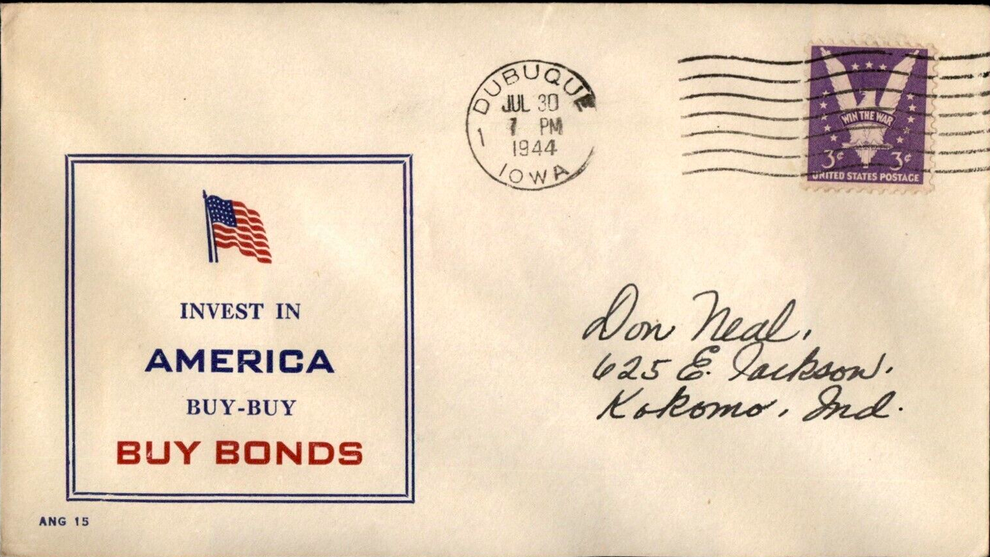 DUBUQUE
JUL 30
7 PM
1944
1
IOWA
WIN THE WAR
3¢ 3¢
UNITED STATES POSTAGE
INVEST IN
AMERICA
BUY-BUY
BUY BONDS
ANG 15
Don Neal,
625 E. Jackson.
Kokomo, Ind.